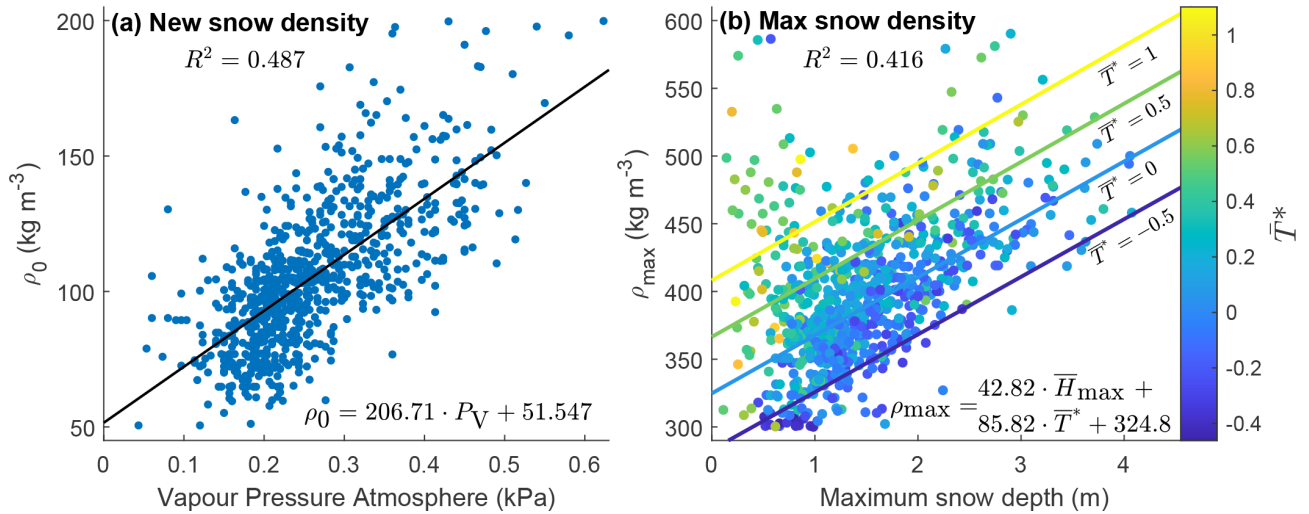 (a) New snow density
R² = 0.487
200
150
100
50
ρ₀ (kg m⁻³)
ρ₀ = 206.71 · P_V + 51.547
0 0.1 0.2 0.3 0.4 0.5 0.6
Vapour Pressure Atmosphere (kPa)
(b) Max snow density
R² = 0.416
600
550
500
450
400
350
300
ρ_max (kg m⁻³)
T̅* = 1
T̅* = 0.5
T̅* = 0
T̅* = −0.5
ρmax = 42.82 · H̅max +
85.82 · T̅* + 324.8
0 1 2 3 4
Maximum snow depth (m)
1
0.8
0.6
0.4
0.2
0
-0.2
-0.4
T̅*